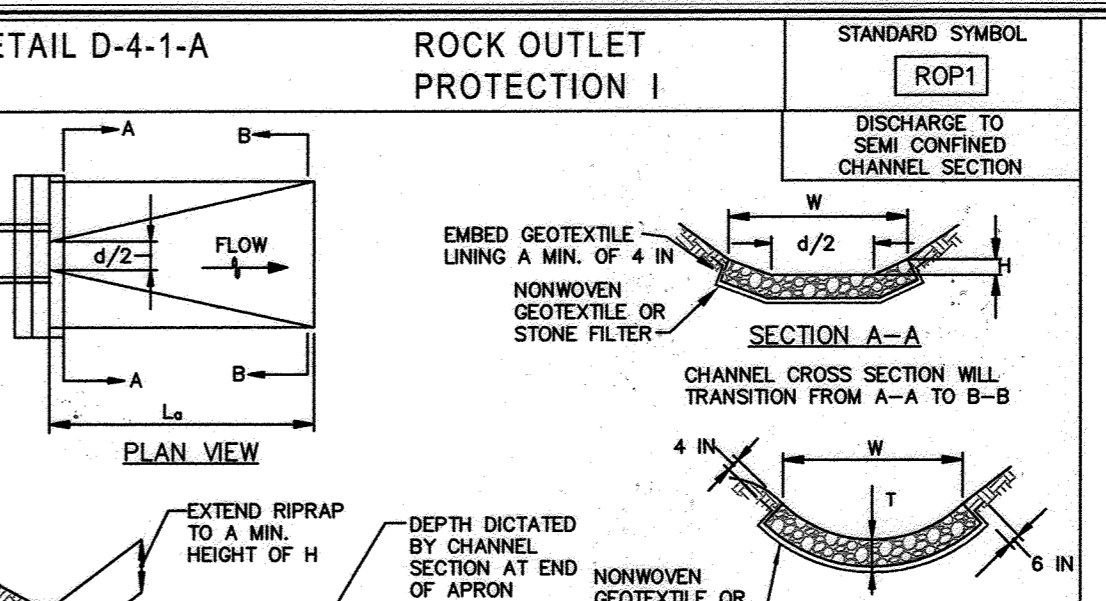 ETAIL D-4-1-A
ROCK OUTLET
PROTECTION I
STANDARD SYMBOL
ROP1
DISCHARGE TO
SEMI CONFINED
CHANNEL SECTION
A
B
d/2
FLOW
A
B
La
PLAN VIEW
W
d/2
H
EMBED GEOTEXTILE
LINING A MIN. OF 4 IN
NONWOVEN
GEOTEXTILE OR
STONE FILTER
SECTION A-A
CHANNEL CROSS SECTION WILL
TRANSITION FROM A-A TO B-B
4 IN
W
T
6 IN
EXTEND RIPRAP
TO A MIN.
HEIGHT OF H
DEPTH DICTATED
BY CHANNEL
SECTION AT END
OF APRON
NONWOVEN
GEOTEXTILE OR